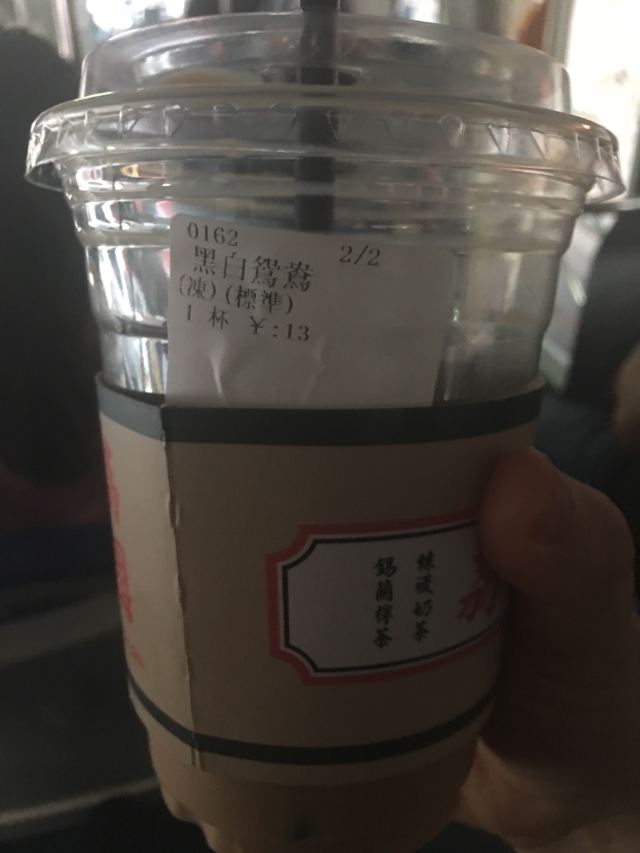 0162
2/2
黑白鴛鴦
(凍)(標準)
1 杯 ¥:13
絲襪奶茶
錫蘭檸茶